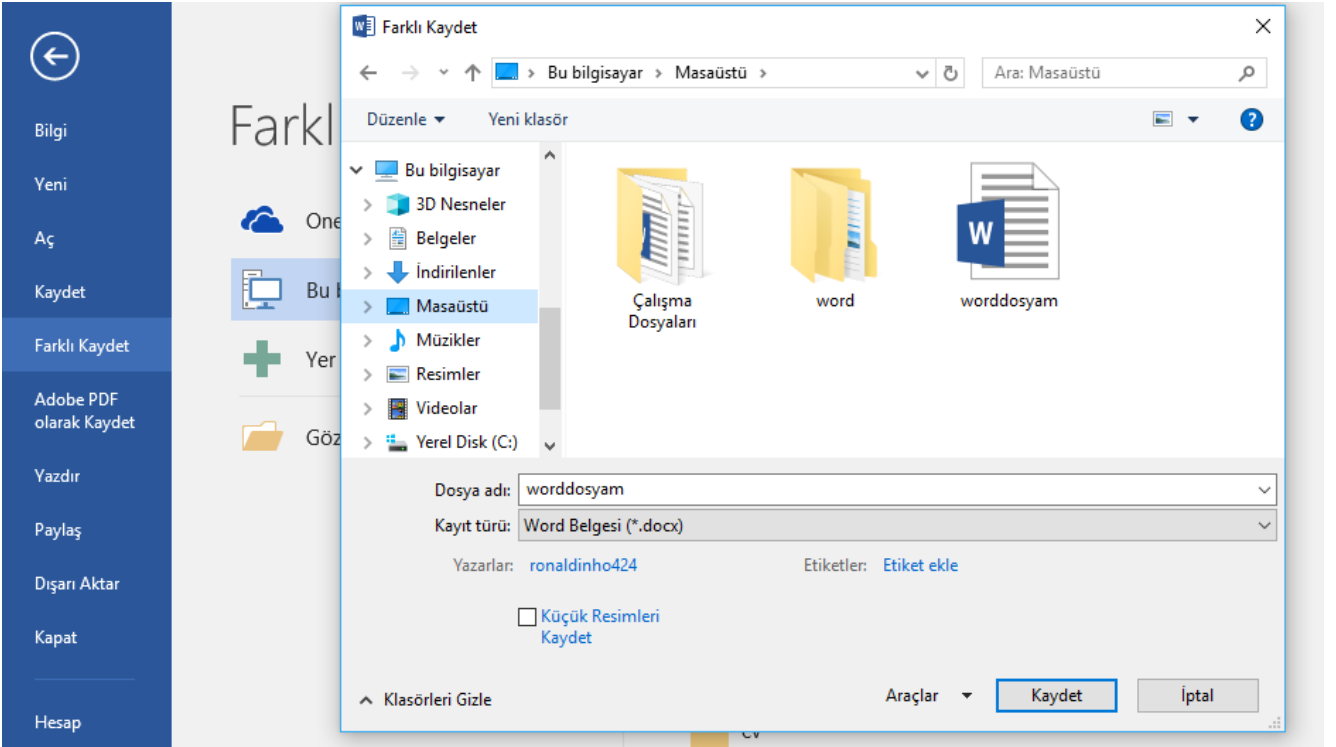 Bilgi
Yeni
Aç
Kaydet
Farklı Kaydet
Adobe PDF
olarak Kaydet
Yazdır
Paylaş
Dışarı Aktar
Kapat
Hesap
Farkl
One
Bu
Yer
Göz
Farklı Kaydet
Bu bilgisayar > Masaüstü >
Ara: Masaüstü
Düzenle
Yeni klasör
Bu bilgisayar
3D Nesneler
Belgeler
İndirilenler
Masaüstü
Müzikler
Resimler
Videolar
Yerel Disk (C:)
Çalışma
Dosyaları
word
worddosyam
Dosya adı: worddosyam
Kayıt türü: Word Belgesi (*.docx)
Yazarlar: ronaldinho424
Etiketler: Etiket ekle
Küçük Resimleri
Kaydet
Klasörleri Gizle
Araçlar
Kaydet
İptal